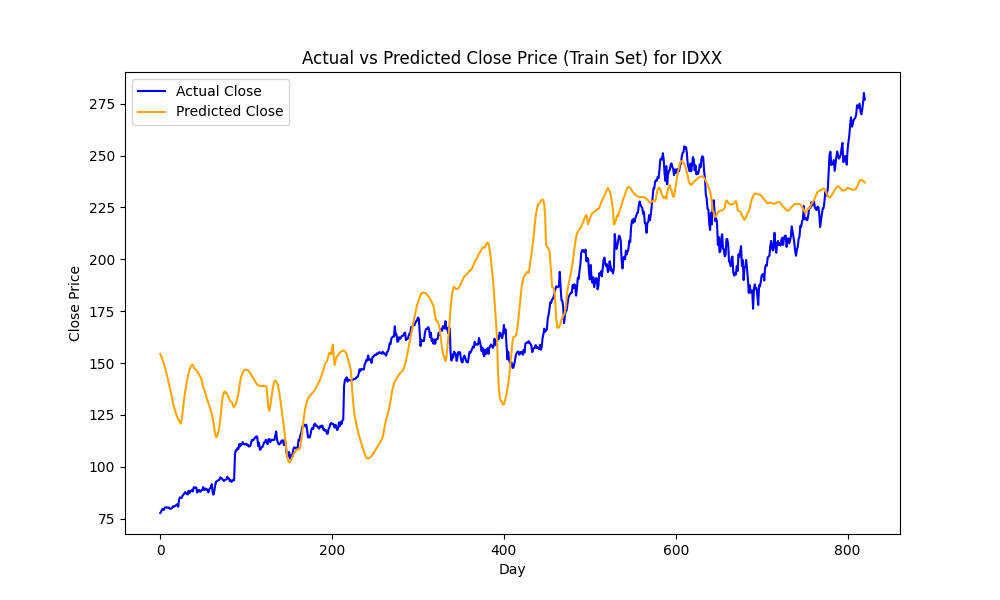 Actual vs Predicted Close Price (Train Set) for IDXX
Actual Close
Predicted Close
275
250
225
200
175
150
125
100
75
Close Price
0 200 400 600 800
Day